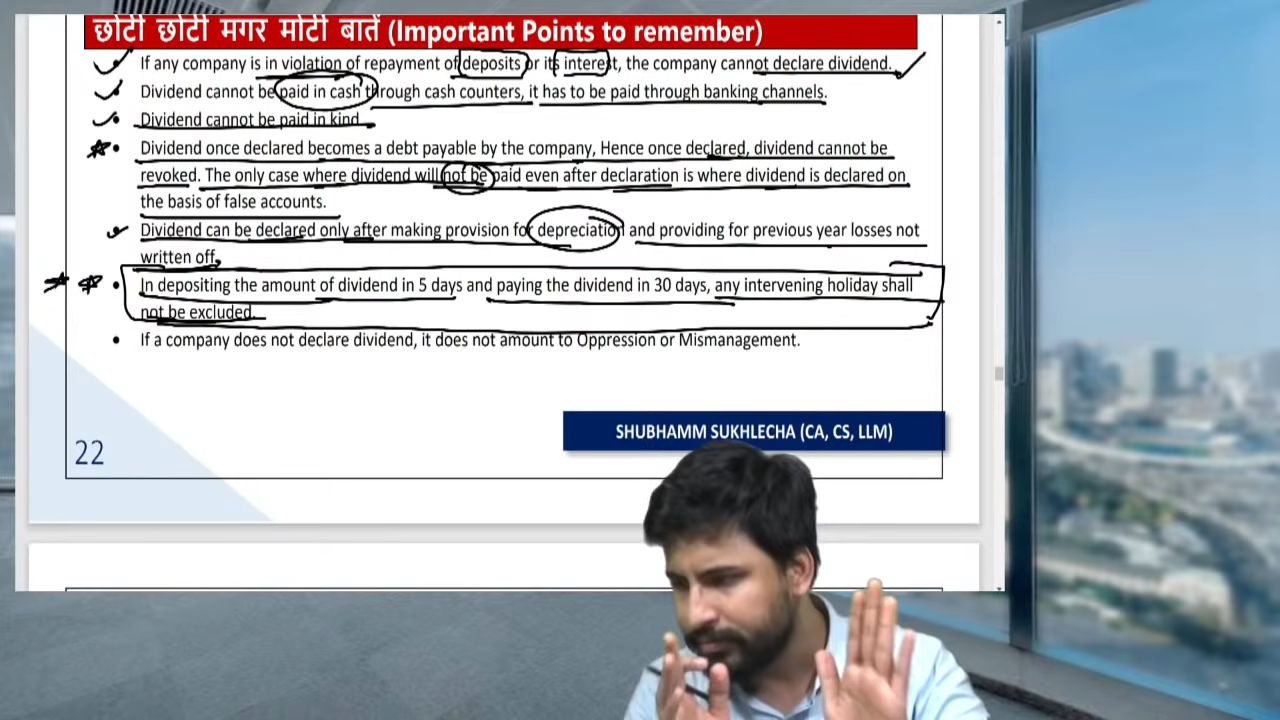 छोटी छोटी मगर मोटी बातें (Important Points to remember)
• If any company is in violation of repayment of deposits or its interest, the company cannot declare dividend.
• Dividend cannot be paid in cash through cash counters, it has to be paid through banking channels.
• Dividend cannot be paid in kind
• Dividend once declared becomes a debt payable by the company, Hence once declared, dividend cannot be
revoked. The only case where dividend will not be paid even after declaration is where dividend is declared on
the basis of false accounts.
• Dividend can be declared only after making provision for depreciation and providing for previous year losses not
written off.
• In depositing the amount of dividend in 5 days and paying the dividend in 30 days, any intervening holiday shall
not be excluded.
• If a company does not declare dividend, it does not amount to Oppression or Mismanagement.
SHUBHAMM SUKHLECHA (CA, CS, LLM)
22